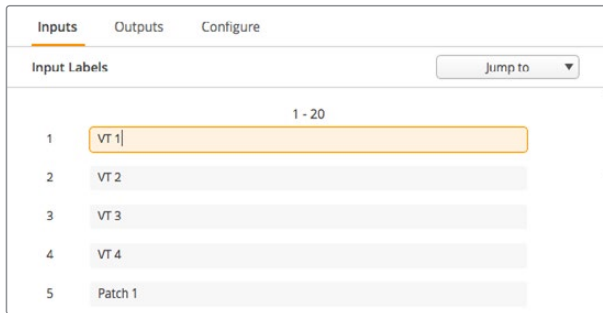 Inputs Outputs Configure
Input Labels Jump to
1 - 20
1 VT 1
2 VT 2
3 VT 3
4 VT 4
5 Patch 1